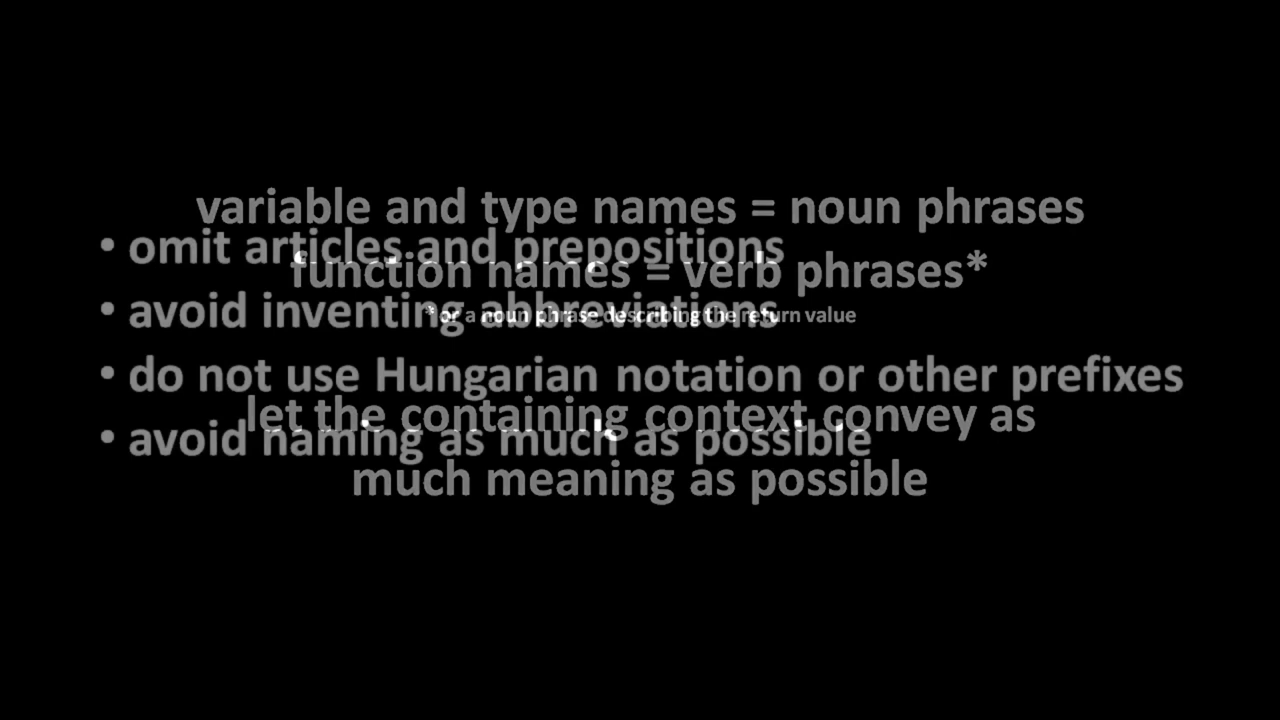 variable and type names = noun phrases
function names = verb phrases*
* or a noun phrase describing the return value
let the containing context convey as
much meaning as possible
• omit articles and prepositions
• avoid inventing abbreviations
• do not use Hungarian notation or other prefixes
• avoid naming as much as possible